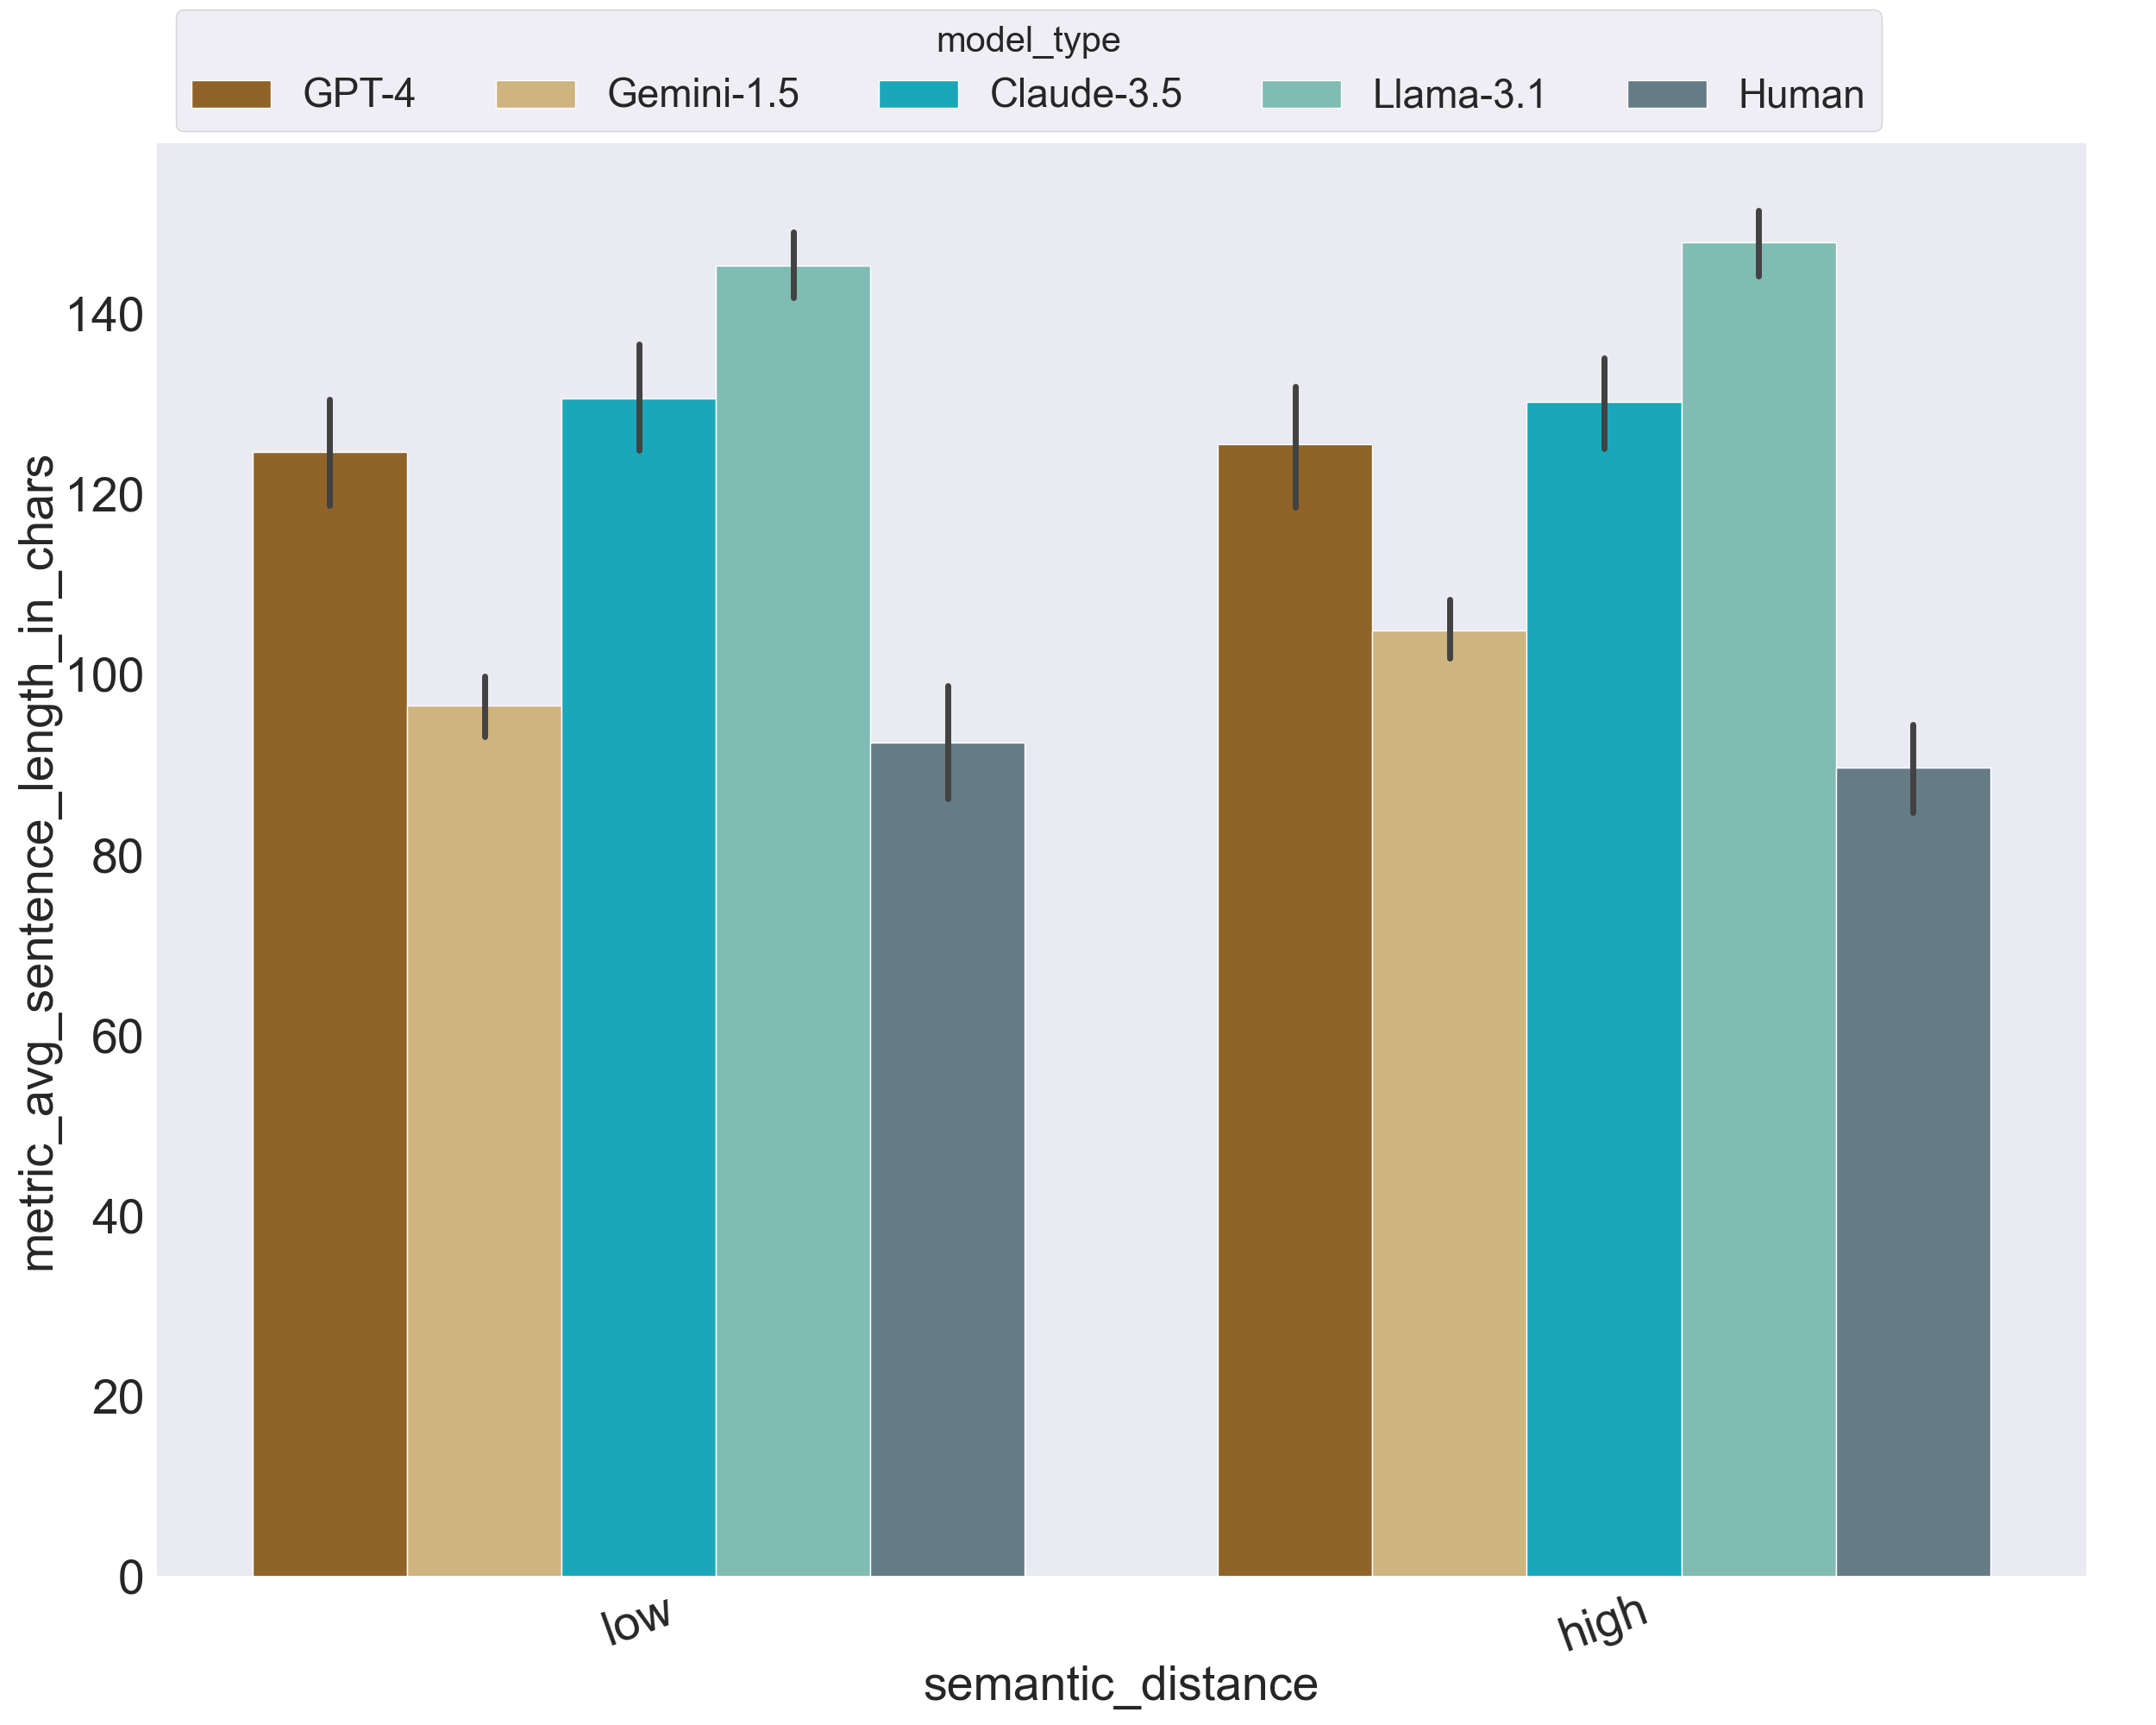 model_type
GPT-4 Gemini-1.5 Claude-3.5 Llama-3.1 Human
metric_avg_sentence_length_in_chars
140
120
100
80
60
40
20
0
low high
semantic_distance